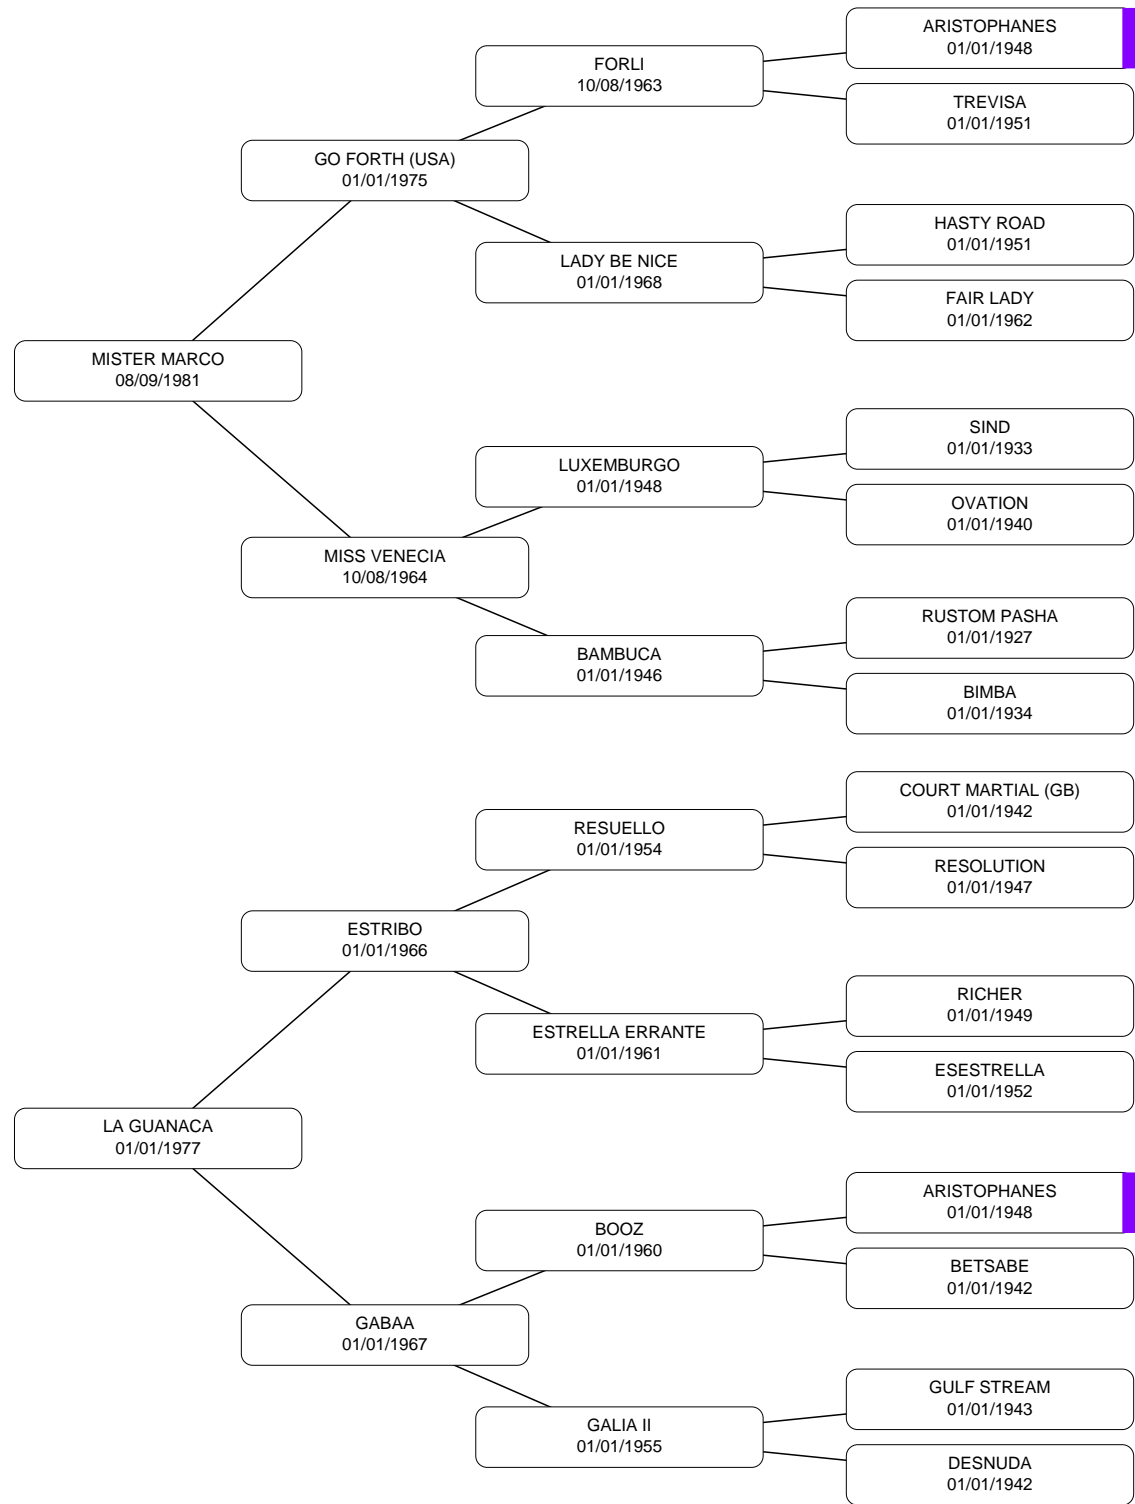 ARISTOPHANES
01/01/1948
FORLI
10/08/1963
TREVISA
01/01/1951
GO FORTH (USA)
01/01/1975
HASTY ROAD
01/01/1951
LADY BE NICE
01/01/1968
FAIR LADY
01/01/1962
MISTER MARCO
08/09/1981
SIND
01/01/1933
LUXEMBURGO
01/01/1948
OVATION
01/01/1940
MISS VENECIA
10/08/1964
RUSTOM PASHA
01/01/1927
BAMBUCA
01/01/1946
BIMBA
01/01/1934
COURT MARTIAL (GB)
01/01/1942
RESUELLO
01/01/1954
RESOLUTION
01/01/1947
ESTRIBO
01/01/1966
RICHER
01/01/1949
ESTRELLA ERRANTE
01/01/1961
ESESTRELLA
01/01/1952
LA GUANACA
01/01/1977
ARISTOPHANES
01/01/1948
BOOZ
01/01/1960
BETSABE
01/01/1942
GABAA
01/01/1967
GULF STREAM
01/01/1943
GALIA II
01/01/1955
DESNUDA
01/01/1942